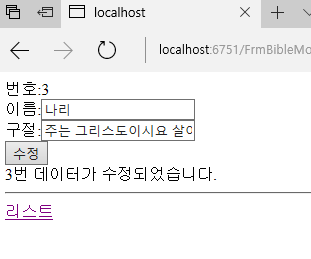 localhost
localhost:6751/FrmBibleMo
번호:3
이름: 나리
구절: 주는 그리스도이시요 살이
수정
3번 데이터가 수정되었습니다.
리스트